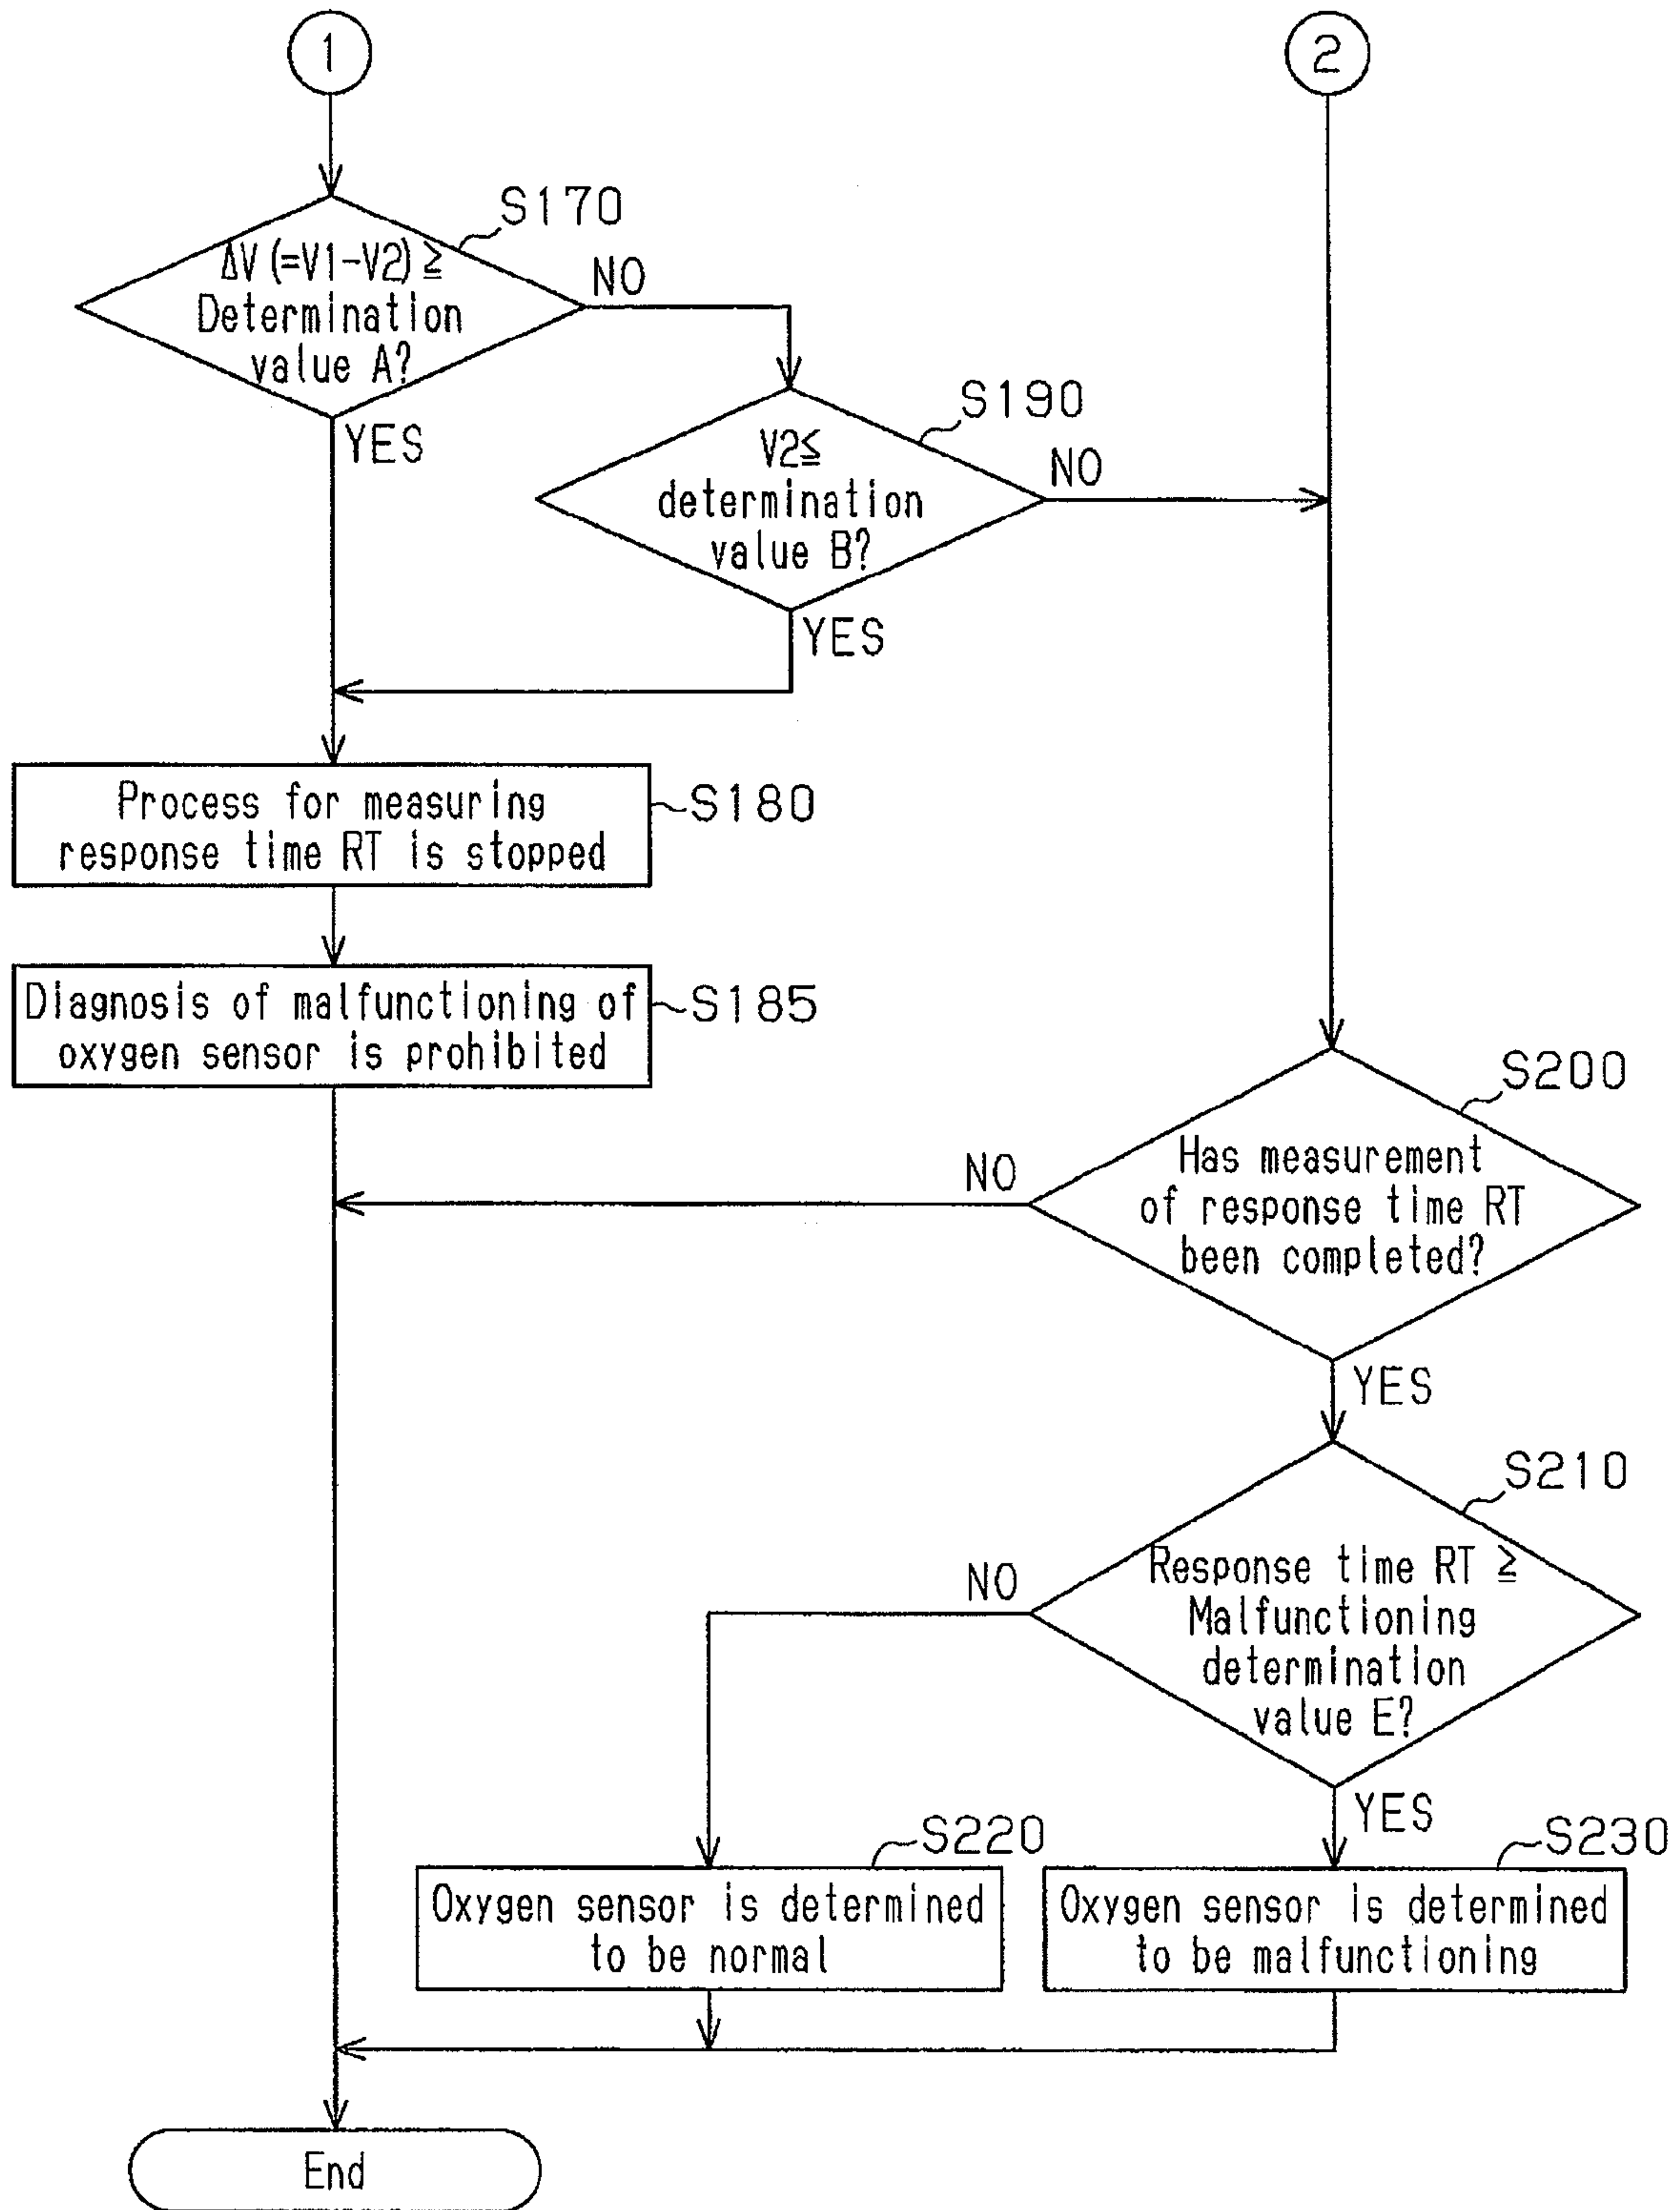 1
2
S170
ΔV (=V1-V2) ≧
Determination
value A?
NO
YES
S190
V2≦
determination
value B?
NO
YES
Process for measuring
response time RT is stopped
S180
Diagnosis of malfunctioning of
oxygen sensor is prohibited
S185
S200
Has measurement
of response time RT
been completed?
NO
YES
S210
Response time RT ≧
Malfunctioning
determination
value E?
NO
YES
S220
Oxygen sensor is determined
to be normal
S230
Oxygen sensor is determined
to be malfunctioning
End